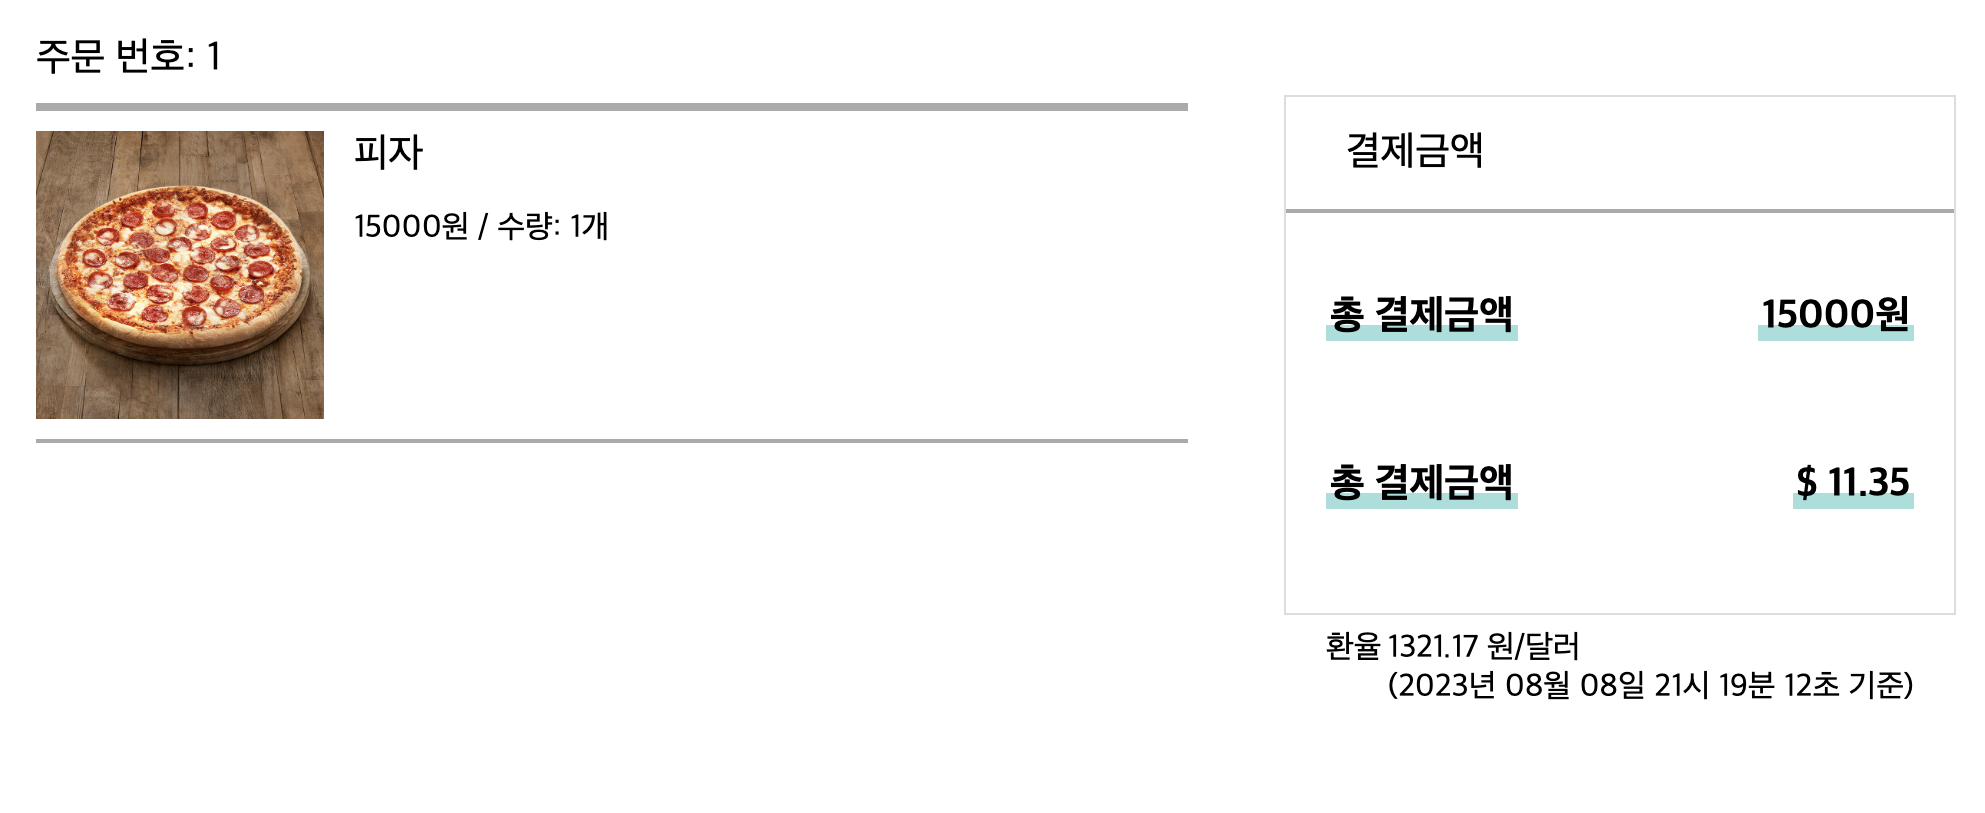 주문 번호: 1
피자
15000원 / 수량: 1개
결제금액
총 결제금액 15000원
총 결제금액 $ 11.35
환율 1321.17 원/달러
(2023년 08월 08일 21시 19분 12초 기준)